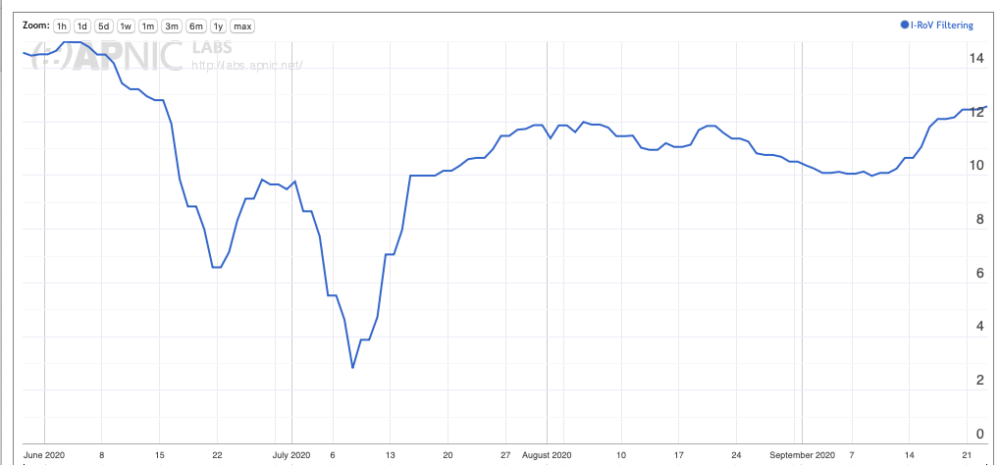 Zoom: 1h 1d 5d 1w 1m 3m 6m 1y max
I-RoV Filtering
(::) APNIC LABS
http://labs.apnic.net/
14
12
10
8
6
4
2
0
June 2020 8 15 22 July 2020 6 13 20 27 August 2020 10 17 24 September 2020 7 14 21